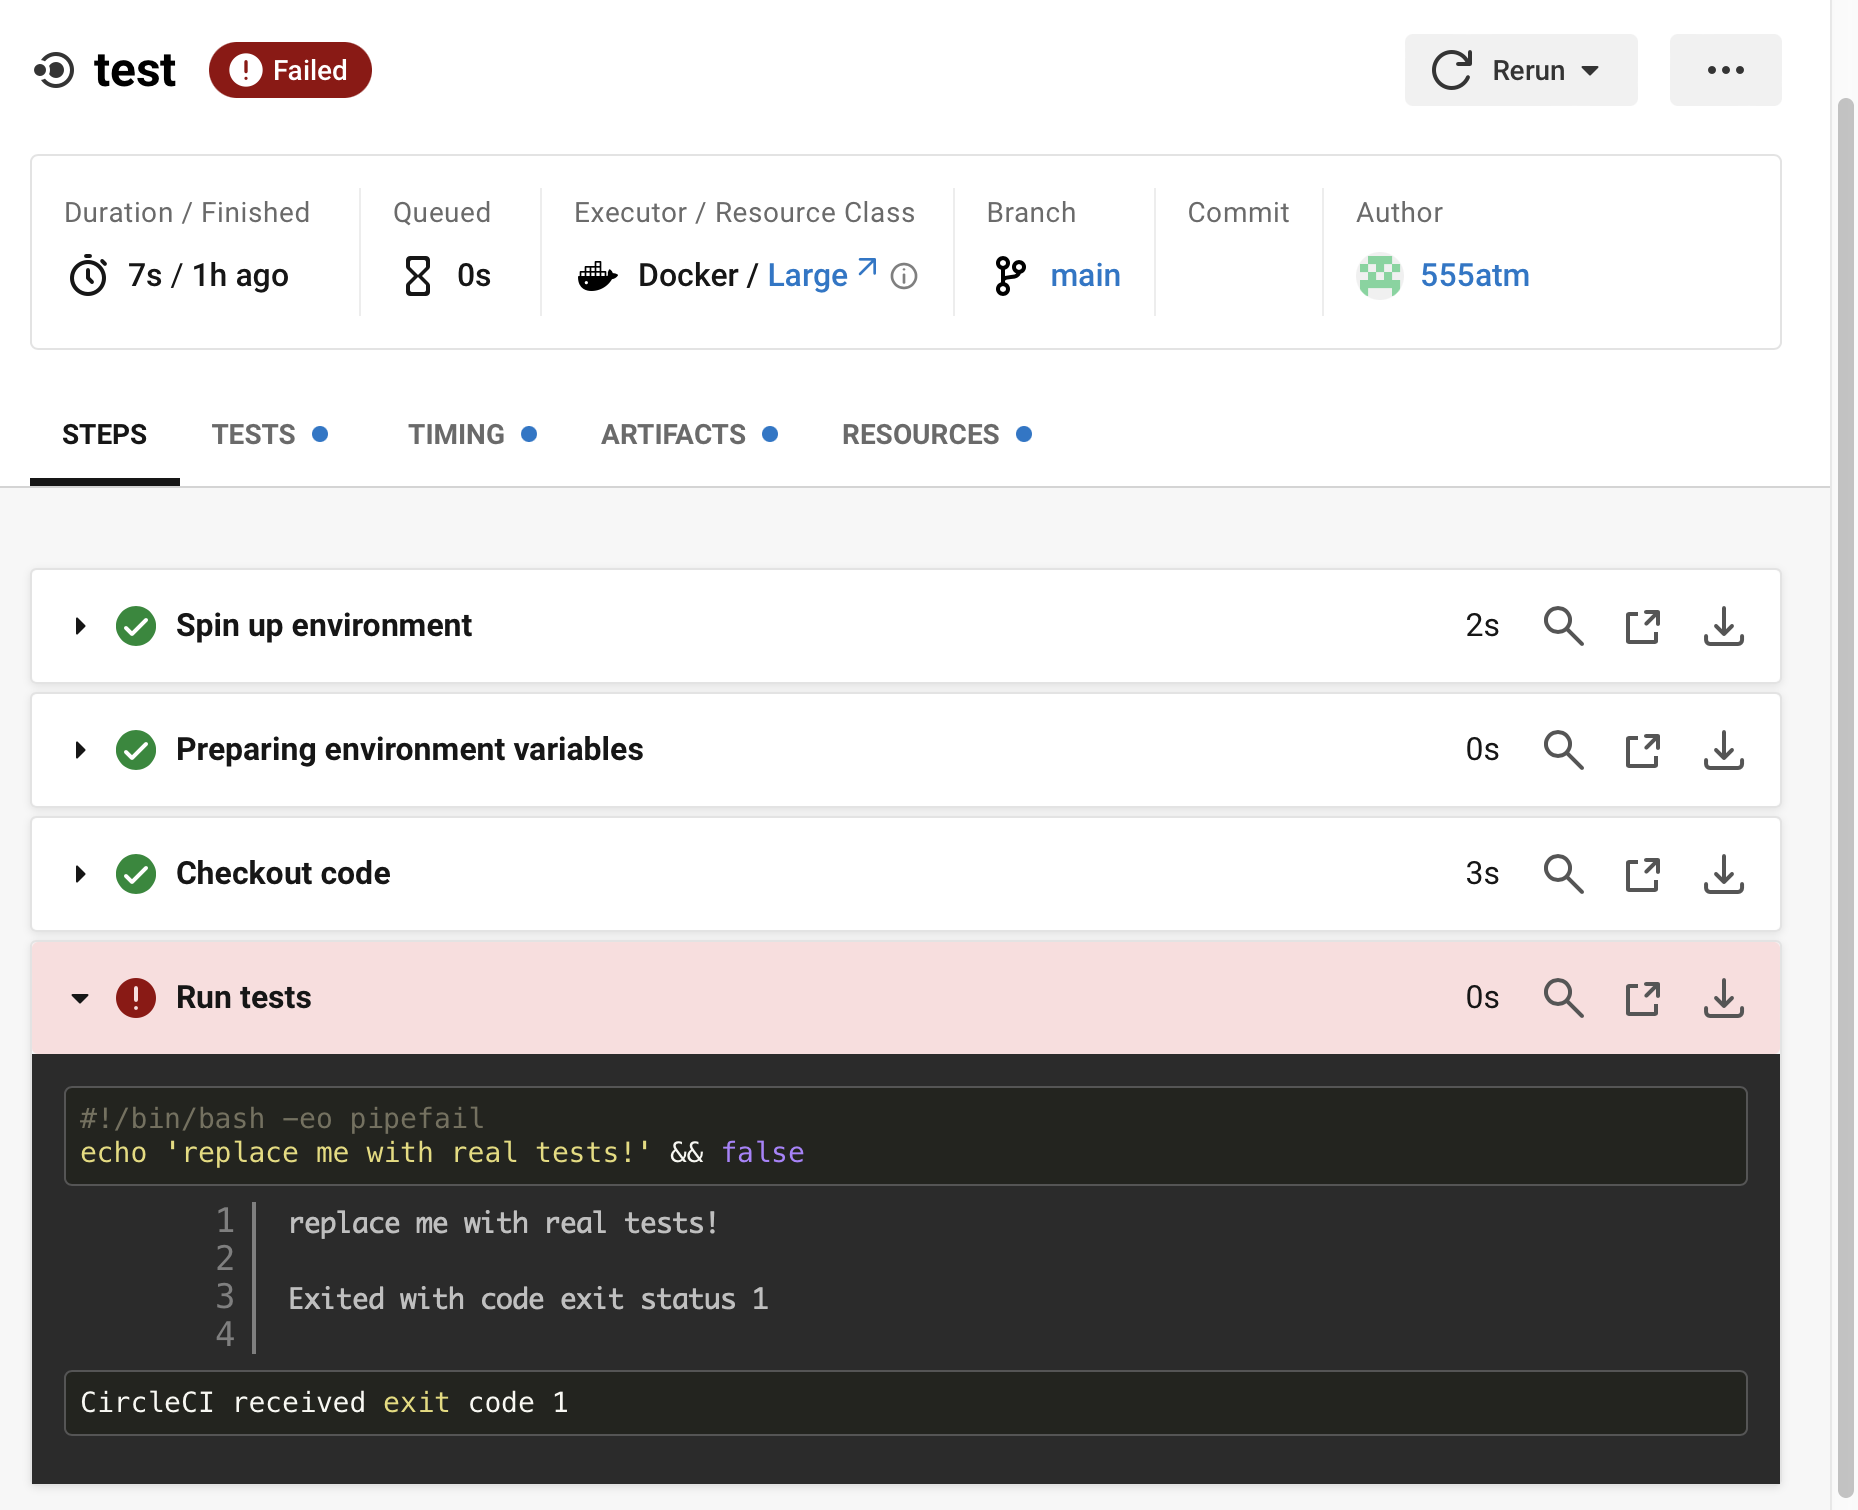 test Failed Rerun
Duration / Finished Queued Executor / Resource Class Branch Commit Author
7s / 1h ago 0s Docker / Large main 555atm
STEPS TESTS TIMING ARTIFACTS RESOURCES
Spin up environment 2s
Preparing environment variables 0s
Checkout code 3s
Run tests 0s
#!/bin/bash -eo pipefail
echo 'replace me with real tests!' && false
1 replace me with real tests!
2
3 Exited with code exit status 1
4
CircleCI received exit code 1